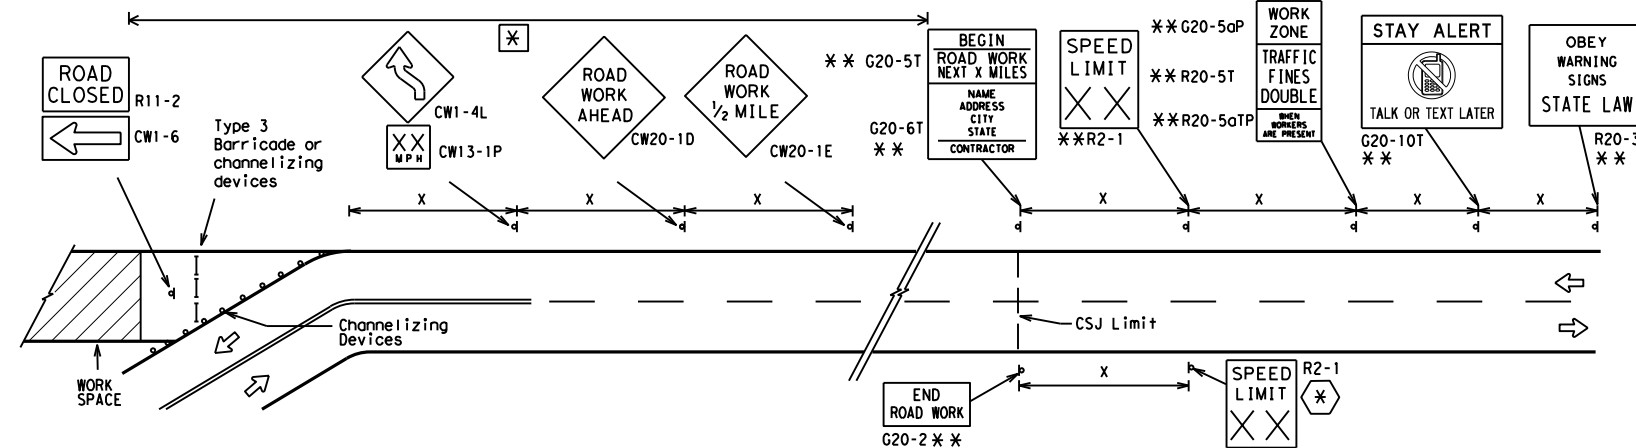 ROAD
CLOSED
R11-2
CW1-6
Type 3
Barricade or
channelizing
devices
CW1-4L
XX
MPH
CW13-1P
*
ROAD
WORK
AHEAD
CW20-1D
ROAD
WORK
1/2 MILE
CW20-1E
** G20-5T
G20-6T
**
BEGIN
ROAD WORK
NEXT X MILES
NAME
ADDRESS
CITY
STATE
CONTRACTOR
SPEED
LIMIT
XX
**R2-1
**G20-5aP
**R20-5T
**R20-5aTP
WORK
ZONE
TRAFFIC
FINES
DOUBLE
WHEN
WORKERS
ARE PRESENT
STAY ALERT
TALK OR TEXT LATER
G20-10T
**
OBEY
WARNING
SIGNS
STATE LAW
R20-3
**
X
X
X
X
X
X
X
Channelizing
Devices
CSJ Limit
WORK
SPACE
END
ROAD WORK
G20-2**
X
SPEED
LIMIT
XX
R2-1
*